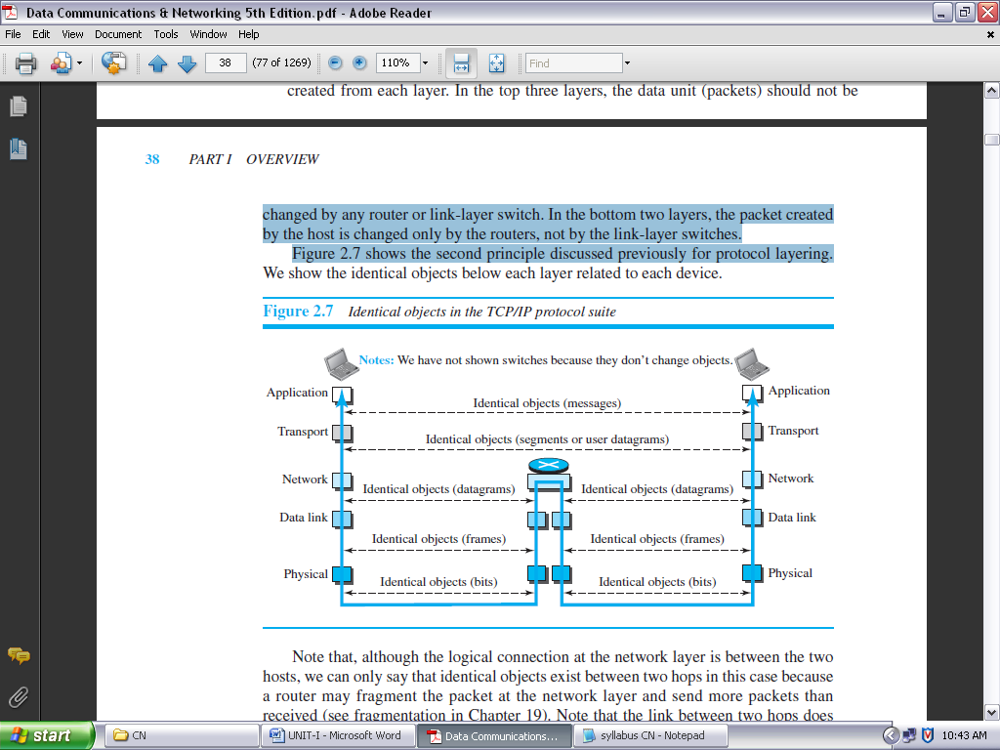 Data Communications & Networking 5th Edition.pdf - Adobe Reader
File Edit View Document Tools Window Help
38 (77 of 1269) 110% Find
created from each layer. In the top three layers, the data unit (packets) should not be
38 PART I OVERVIEW
changed by any router or link-layer switch. In the bottom two layers, the packet created
by the host is changed only by the routers, not by the link-layer switches.
Figure 2.7 shows the second principle discussed previously for protocol layering.
We show the identical objects below each layer related to each device.
Figure 2.7 Identical objects in the TCP/IP protocol suite
Notes: We have not shown switches because they don't change objects.
Application Application
Identical objects (messages)
Transport Transport
Identical objects (segments or user datagrams)
Network Network
Identical objects (datagrams) Identical objects (datagrams)
Data link Data link
Identical objects (frames) Identical objects (frames)
Physical Physical
Identical objects (bits) Identical objects (bits)
Note that, although the logical connection at the network layer is between the two
hosts, we can only say that identical objects exist between two hops in this case because
a router may fragment the packet at the network layer and send more packets than
received (see fragmentation in Chapter 19). Note that the link between two hops does
start CN UNIT-I - Microsoft Word Data Communications... syllabus CN - Notepad 10:43 AM